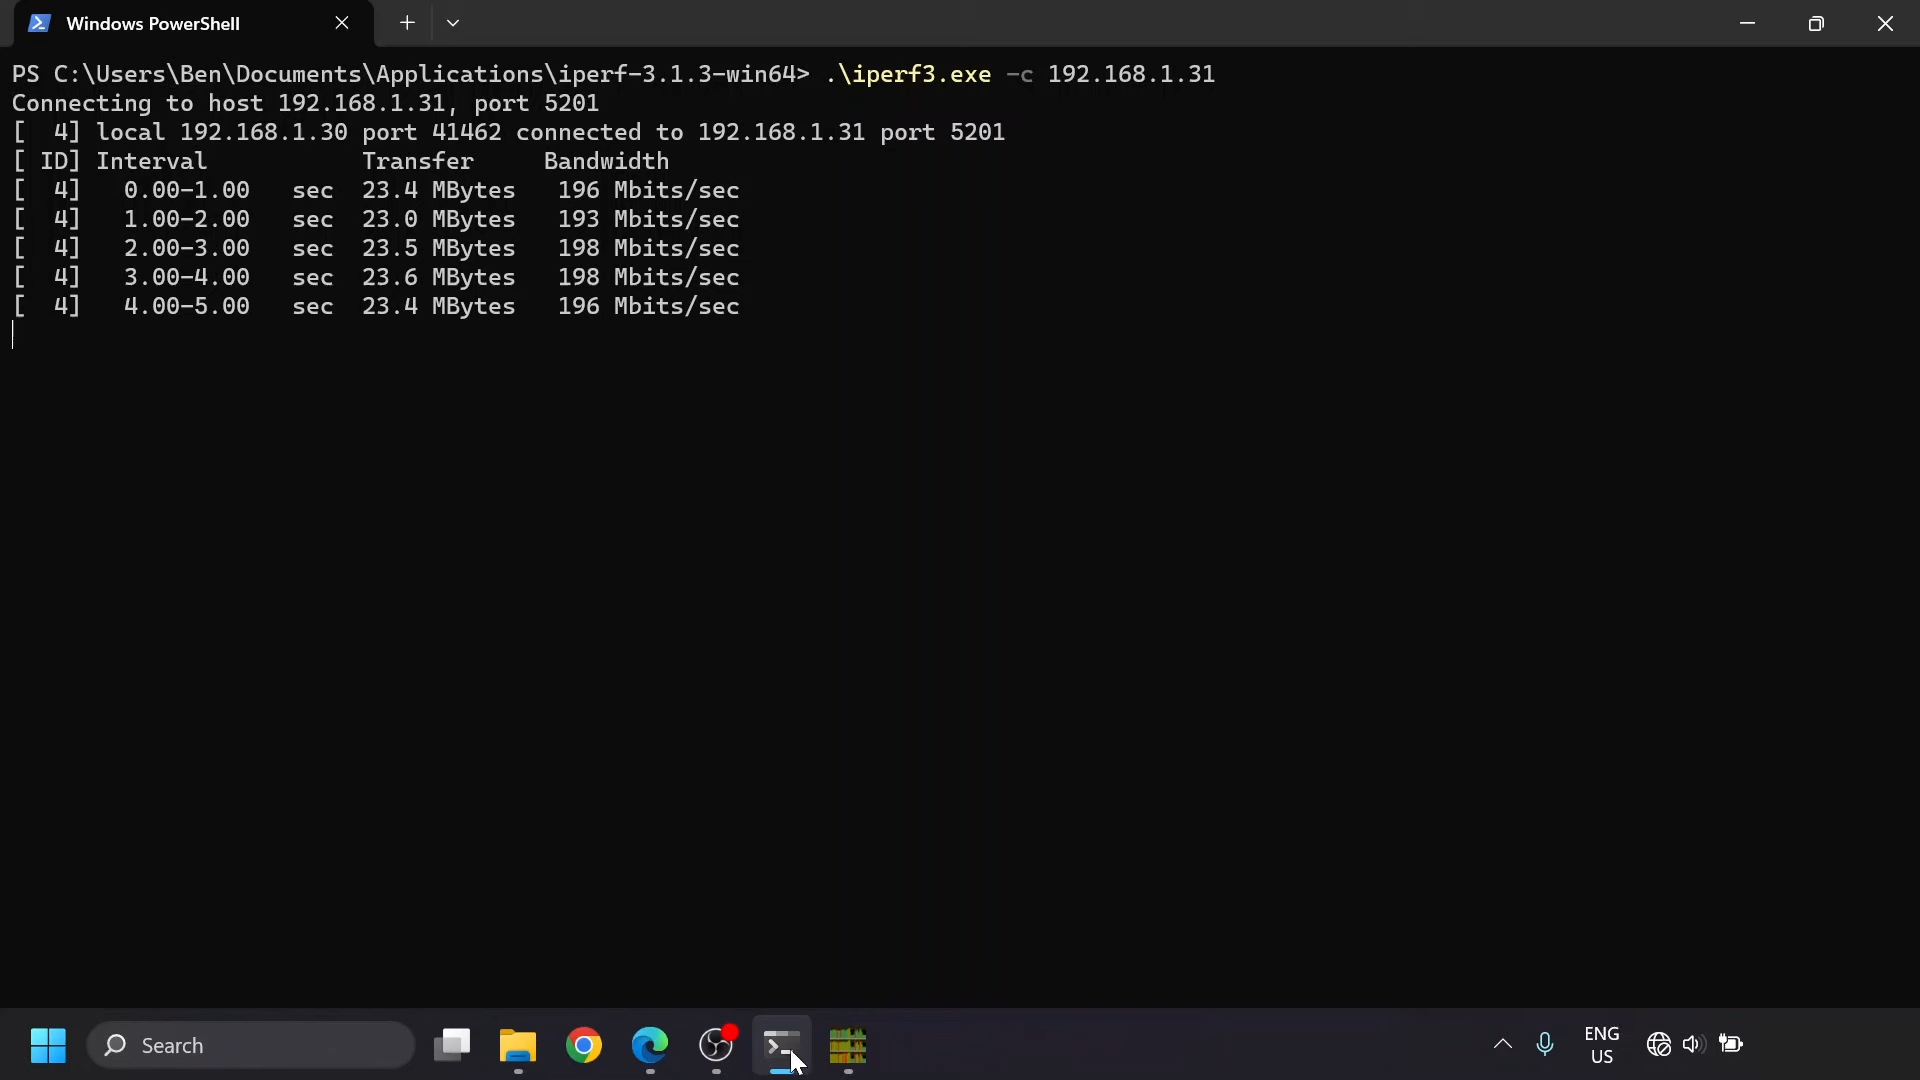 Windows PowerShell
PS C:\Users\Ben\Documents\Applications\iperf-3.1.3-win64> .\iperf3.exe -c 192.168.1.31
Connecting to host 192.168.1.31, port 5201
[  4] local 192.168.1.30 port 41462 connected to 192.168.1.31 port 5201
[ ID] Interval           Transfer     Bandwidth
[  4]   0.00-1.00   sec  23.4 MBytes   196 Mbits/sec
[  4]   1.00-2.00   sec  23.0 MBytes   193 Mbits/sec
[  4]   2.00-3.00   sec  23.5 MBytes   198 Mbits/sec
[  4]   3.00-4.00   sec  23.6 MBytes   198 Mbits/sec
[  4]   4.00-5.00   sec  23.4 MBytes   196 Mbits/sec
Search
ENG
US